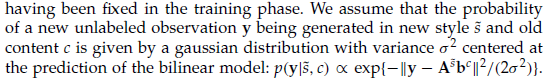 having been fixed in the training phase. We assume that the probability
of a new unlabeled observation y being generated in new style s̃ and old
content c is given by a gaussian distribution with variance σ² centered at
the prediction of the bilinear model: p(y|s̃, c) ∝ exp{−‖y − A^s̃b^c‖²/(2σ²)}.